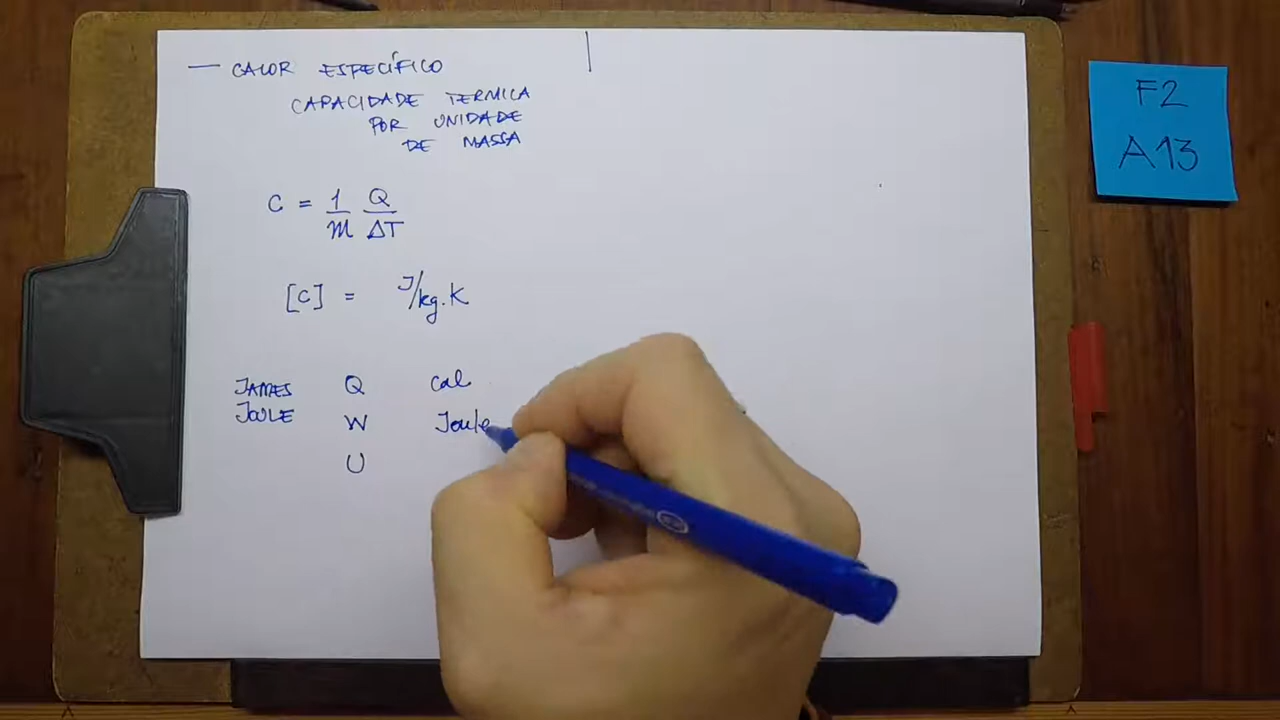 — CALOR ESPECÍFICO
CAPACIDADE TERMICA
POR UNIDADE
DE MASSA
C = 1/m Q/ΔT
[C] = J/kg.K
JAMES Q cal
JOULE W Joule
U
F2
A13